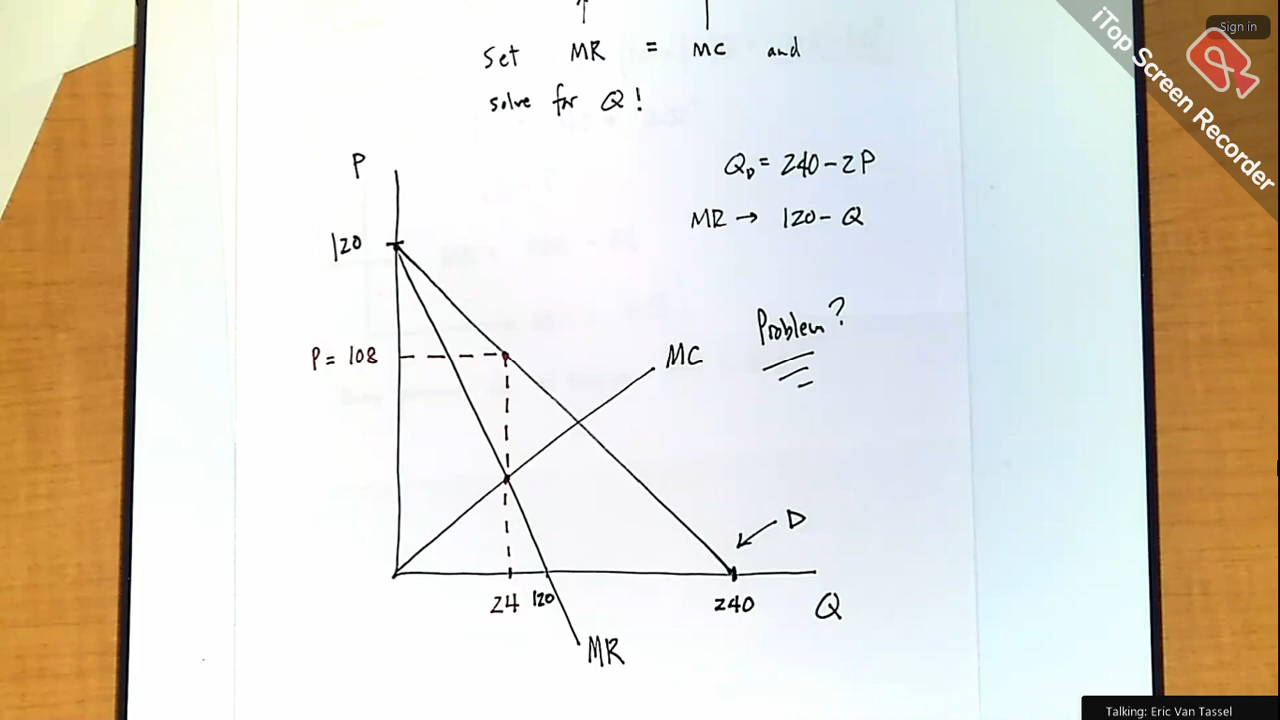 Set MR = MC and
solve for Q!
P
Q_D = 240 - 2P
MR → 120 - Q
120
Problem?
P = 108
MC
D
24 120 240 Q
MR
iTop Screen Recorder
Sign in
Talking: Eric Van Tassel